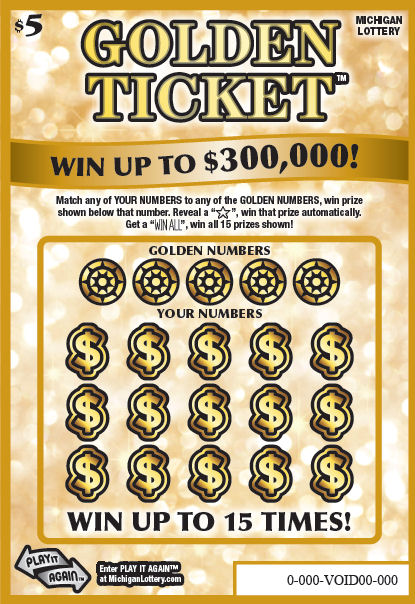 $5
MICHIGAN
LOTTERY
GOLDEN
TICKET™
WIN UP TO $300,000!
Match any of YOUR NUMBERS to any of the GOLDEN NUMBERS, win prize
shown below that number. Reveal a “☆”, win that prize automatically.
Get a “WIN ALL”, win all 15 prizes shown!
GOLDEN NUMBERS
YOUR NUMBERS
$ $ $ $ $
$ $ $ $ $
$ $ $ $ $
WIN UP TO 15 TIMES!
PLAY IT
AGAIN™
Enter PLAY IT AGAIN™
at MichiganLottery.com
0-000-VOID00-000